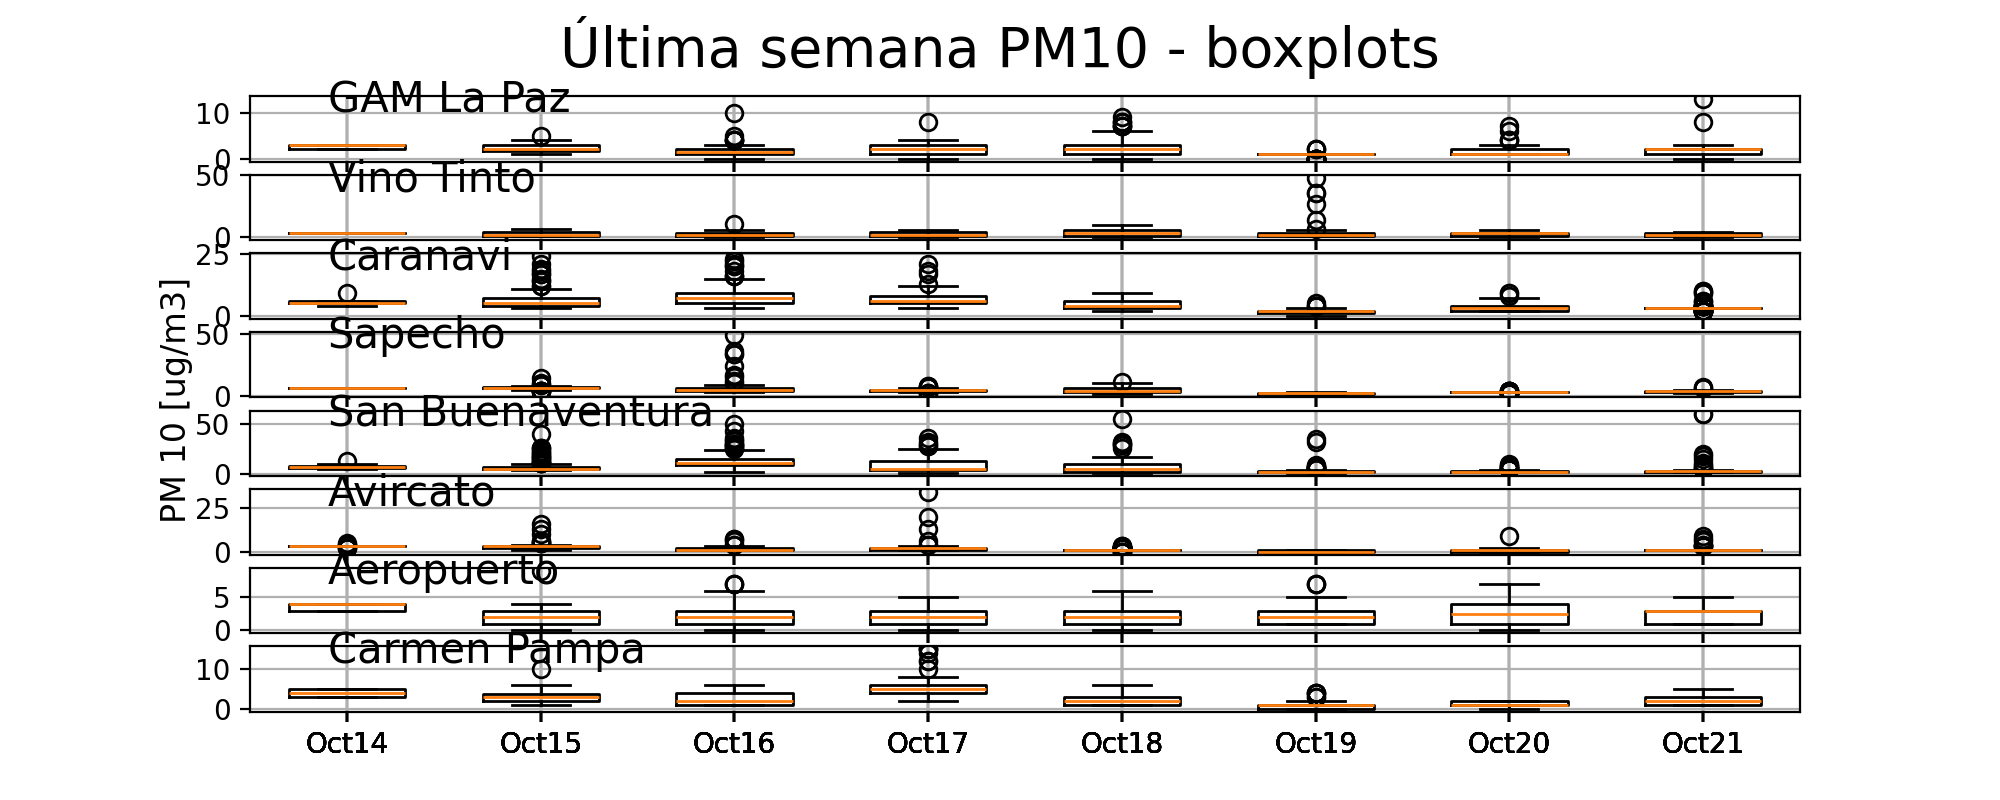 Última semana PM10 - boxplots
PM 10 [ug/m3]
GAM La Paz
10
0
Vino Tinto
50
0
Caranavi
25
0
Sapecho
50
0
San Buenaventura
50
0
Avircato
25
0
Aeropuerto
5
0
Carmen Pampa
10
0
Oct14 Oct15 Oct16 Oct17 Oct18 Oct19 Oct20 Oct21